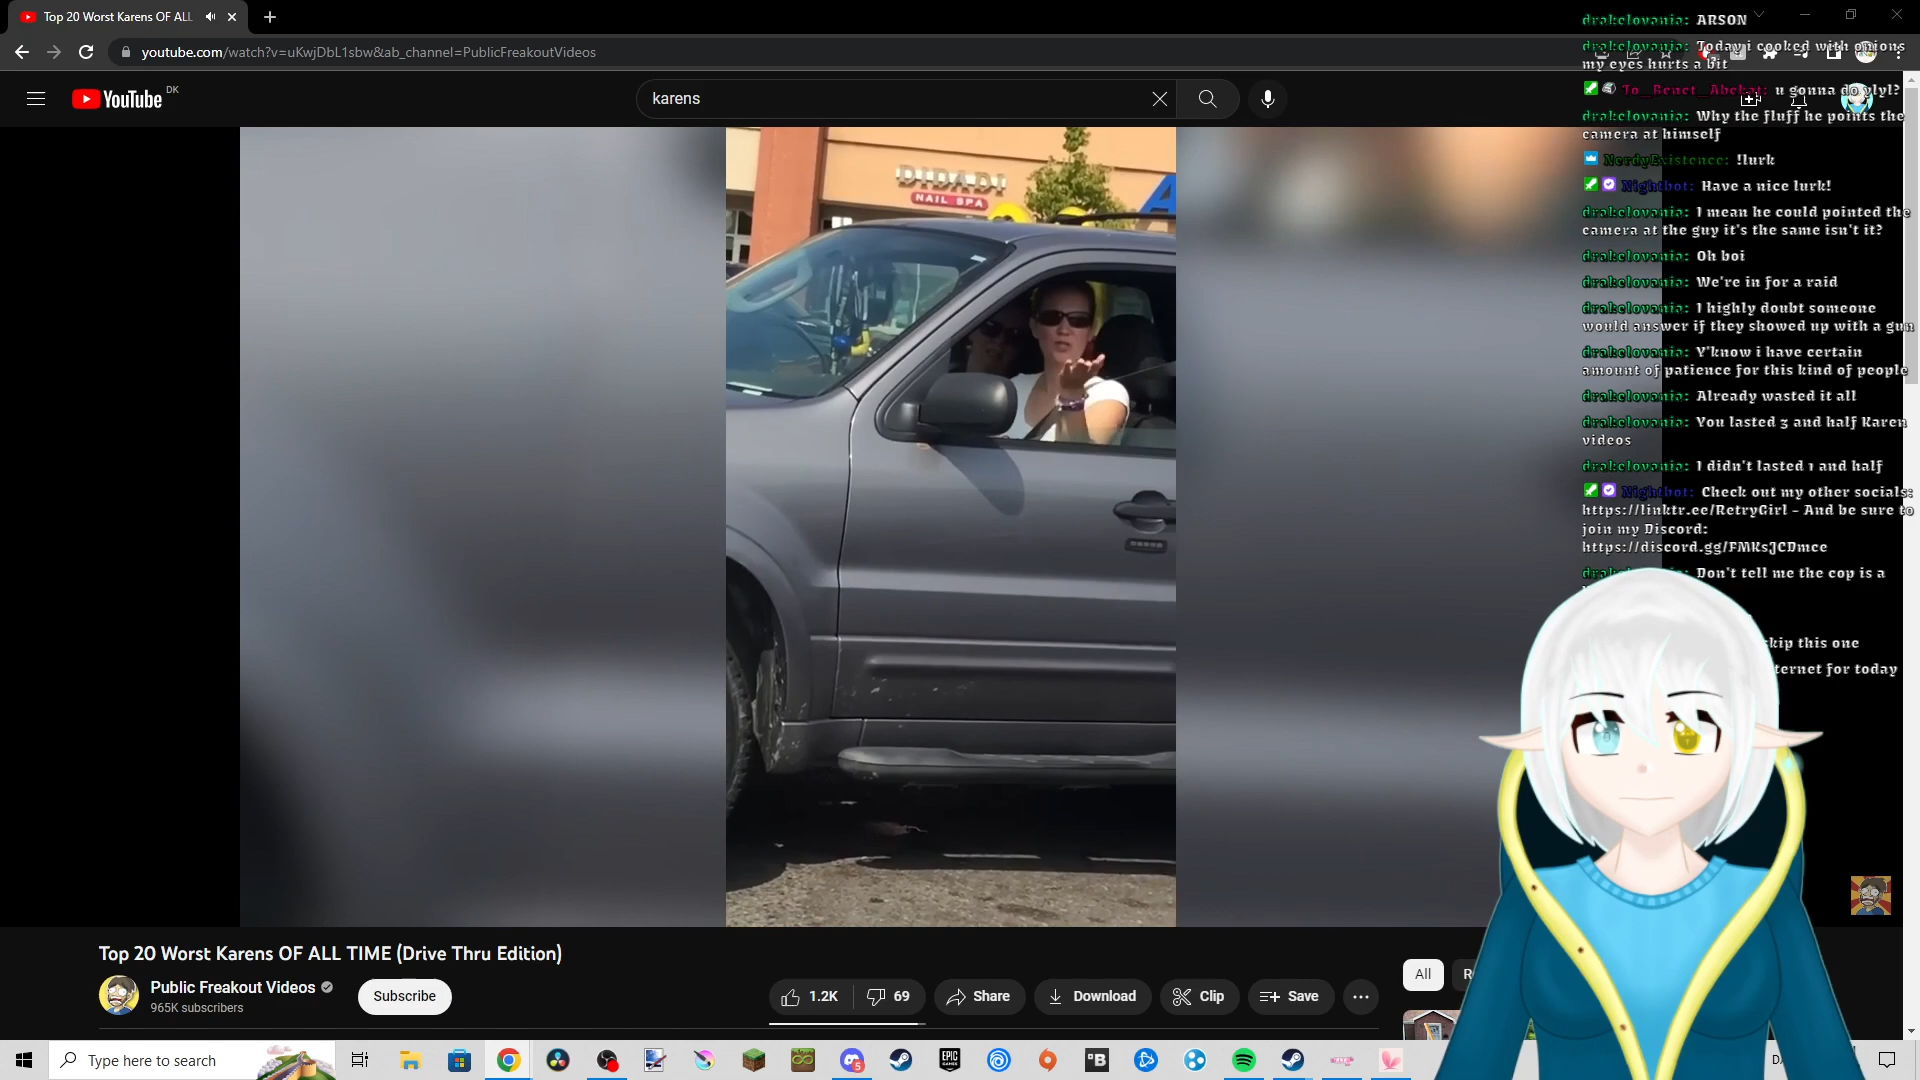 Top 20 Worst Karens OF ALL
youtube.com/watch?v=uKwjDbL1sbw&ab_channel=PublicFreakoutVideos
YouTube DK
karens
drakelovania: ARSON
drakelovania: Today i cooked with onions
my eyes hurts a bit
To_React_Abekat: u gonna do ylyl?
drakelovania: Why the fluff he points the
camera at himself
NerdyExistence: !lurk
Nightbot: Have a nice lurk!
drakelovania: I mean he could pointed the
camera at the guy it's the same isn't it?
drakelovania: Oh boi
drakelovania: We're in for a raid
drakelovania: I highly doubt someone
would answer if they showed up with a gun
drakelovania: Y'know i have certain
amount of patience for this kind of people
drakelovania: Already wasted it all
drakelovania: You lasted 3 and half Karen
videos
drakelovania: I didn't lasted 1 and half
Nightbot: Check out my other socials:
https://linktr.ee/RetryGirl - And be sure to
join my Discord:
https://discord.gg/FMKsJCDmce
Don't tell me the cop is a
skip this one
ternet for today
DIDADI
NAIL SPA
A
Top 20 Worst Karens OF ALL TIME (Drive Thru Edition)
Public Freakout Videos
965K subscribers
Subscribe
1.2K
69
Share
Download
Clip
Save
All
Type here to search
5